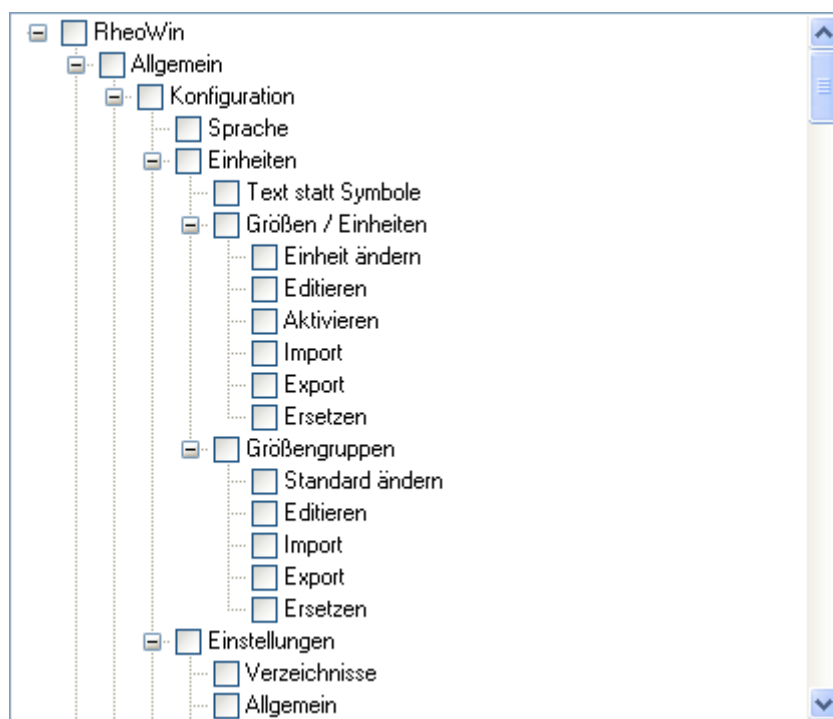 RheoWin
Allgemein
Konfiguration
Sprache
Einheiten
Text statt Symbole
Größen / Einheiten
Einheit ändern
Editieren
Aktivieren
Import
Export
Ersetzen
Größengruppen
Standard ändern
Editieren
Import
Export
Ersetzen
Einstellungen
Verzeichnisse
Allgemein